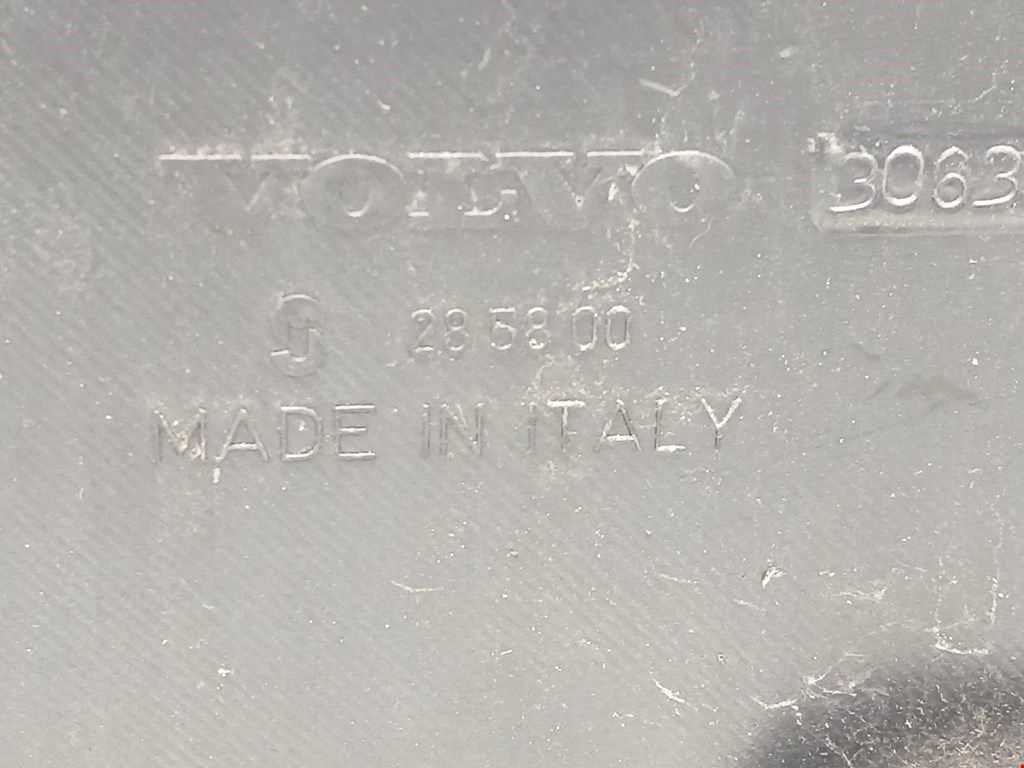 VOLVO 3063
28 58 00
MADE IN ITALY